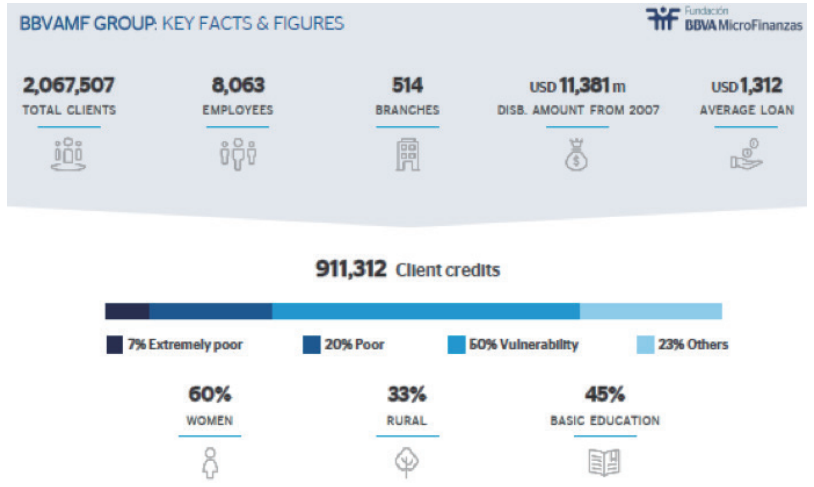 BBVAMF GROUP: KEY FACTS & FIGURES
Fundación
BBVA MicroFinanzas
2,067,507
TOTAL CLIENTS
8,063
EMPLOYEES
514
BRANCHES
USD 11,381 m
DISB. AMOUNT FROM 2007
USD 1,312
AVERAGE LOAN
$
911,312 Client credits
7% Extremely poor
20% Poor
50% Vulnerability
23% Others
60%
WOMEN
33%
RURAL
45%
BASIC EDUCATION